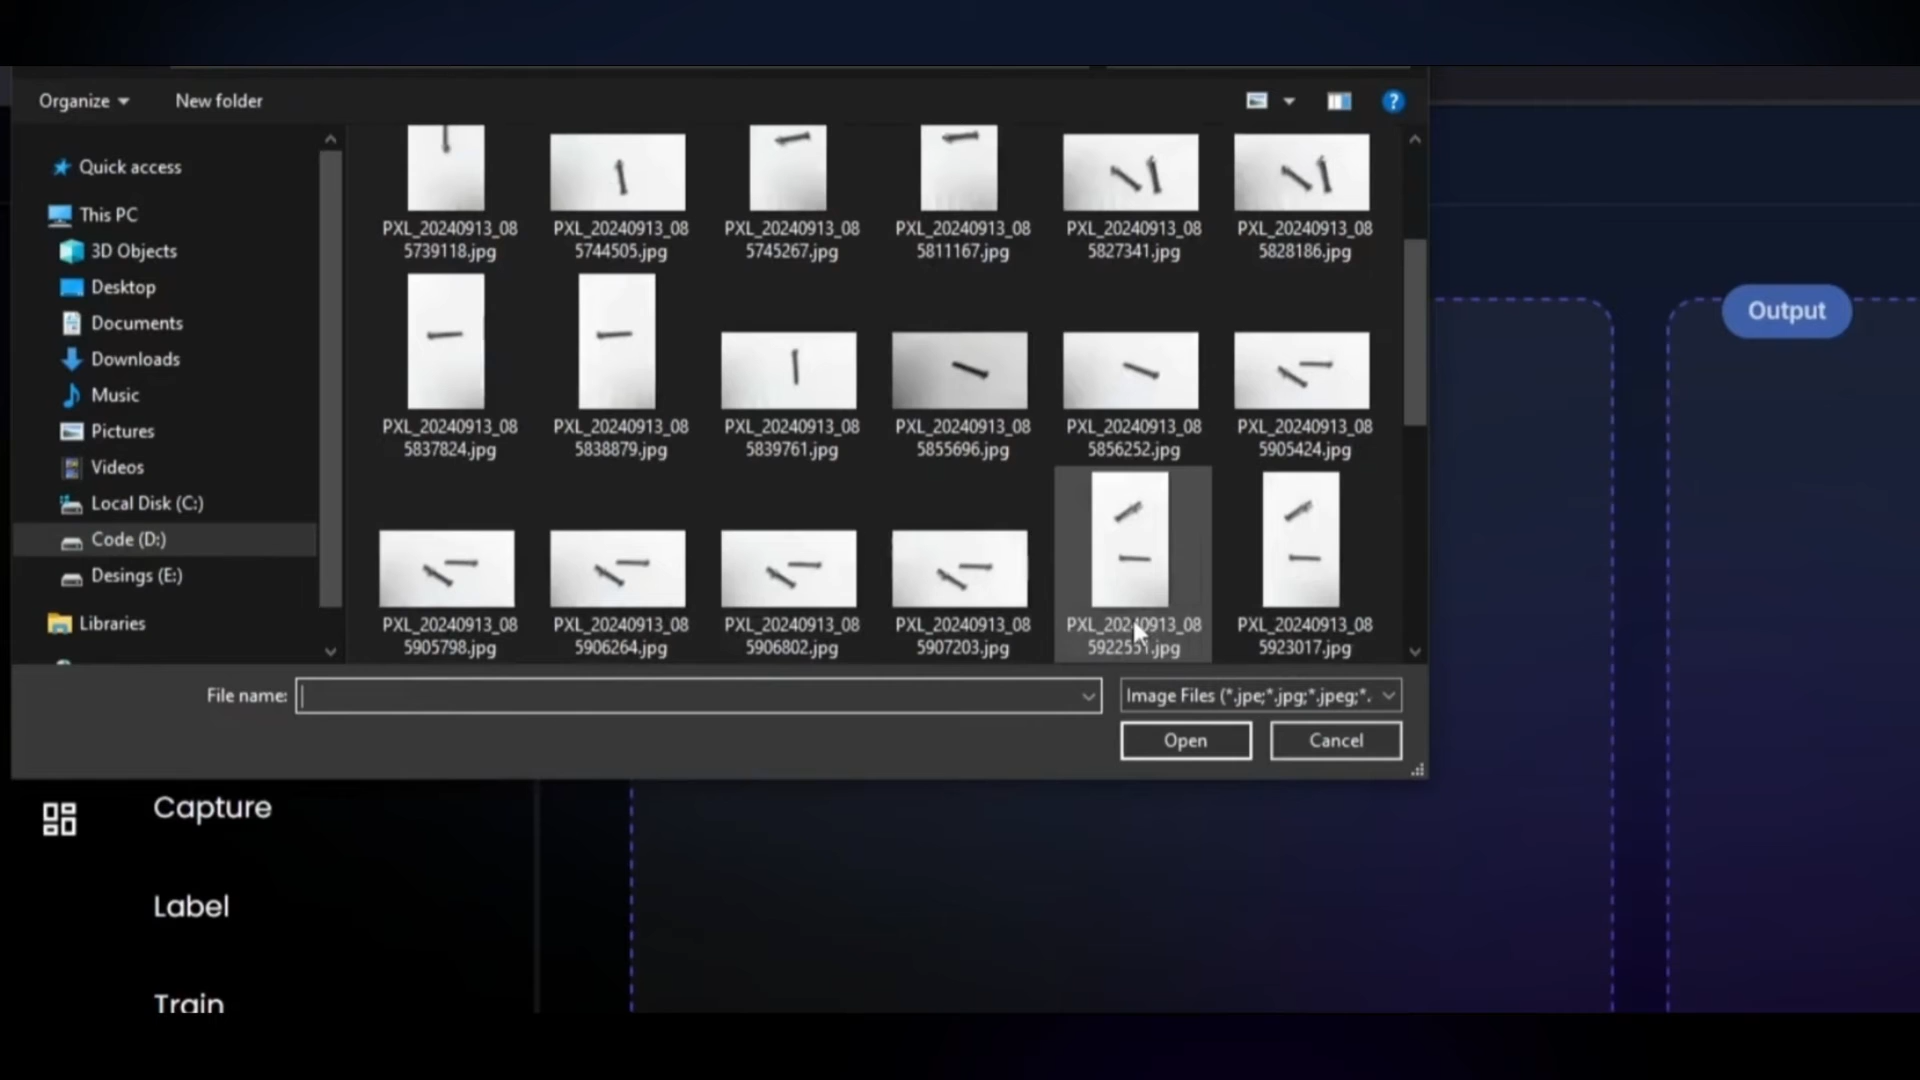 Organize
New folder
?
Quick access
This PC
3D Objects
Desktop
Documents
Downloads
Music
Pictures
Videos
Local Disk (C:)
Code (D:)
Desings (E:)
Libraries
PXL_20240913_08
5739118.jpg
PXL_20240913_08
5744505.jpg
PXL_20240913_08
5745267.jpg
PXL_20240913_08
5811167.jpg
PXL_20240913_08
5827341.jpg
PXL_20240913_08
5828186.jpg
PXL_20240913_08
5837824.jpg
PXL_20240913_08
5838879.jpg
PXL_20240913_08
5839761.jpg
PXL_20240913_08
5855696.jpg
PXL_20240913_08
5856252.jpg
PXL_20240913_08
5905424.jpg
PXL_20240913_08
5905798.jpg
PXL_20240913_08
5906264.jpg
PXL_20240913_08
5906802.jpg
PXL_20240913_08
5907203.jpg
PXL_20240913_08
5922551.jpg
PXL_20240913_08
5923017.jpg
File name:
Image Files (*.jpe;*.jpg;*.jpeg;*.
Open
Cancel
Output
Capture
Label
Train